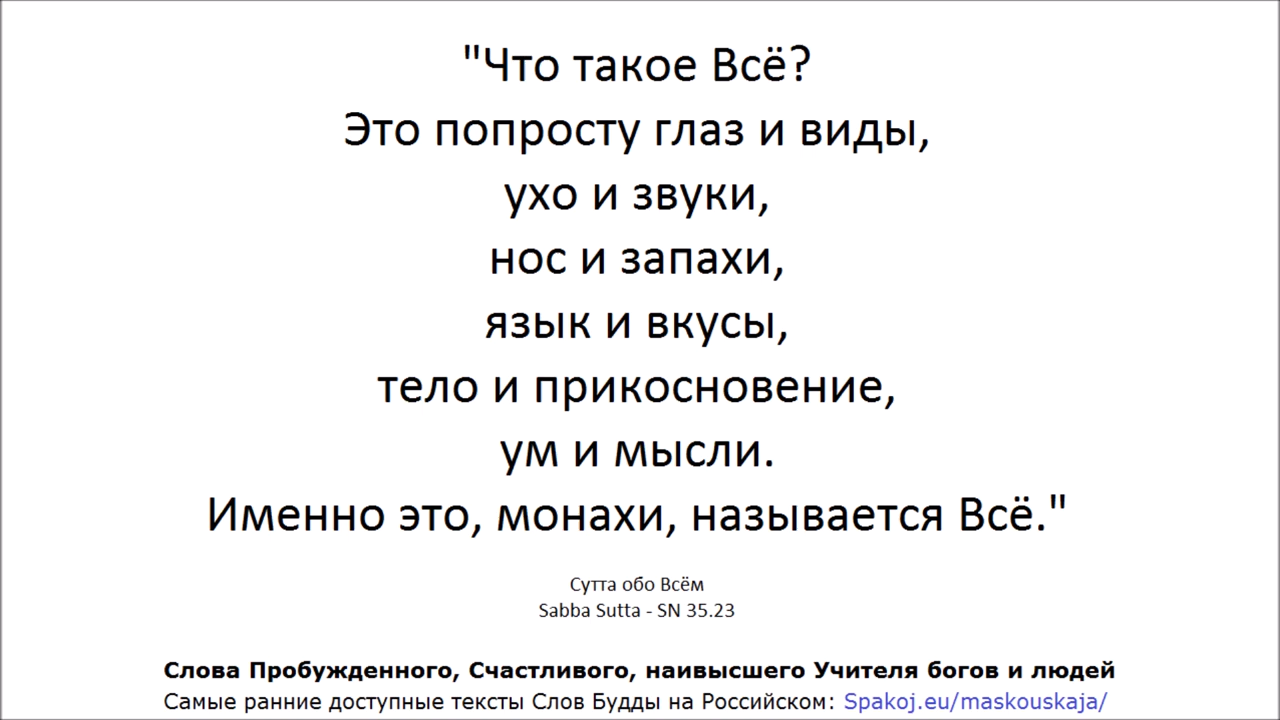 "Что такое Всё?
Это попросту глаз и виды,
ухо и звуки,
нос и запахи,
язык и вкусы,
тело и прикосновение,
ум и мысли.
Именно это, монахи, называется Всё."
Сутта обо Всём
Sabba Sutta - SN 35.23
Слова Пробужденного, Счастливого, наивысшего Учителя богов и людей
Самые ранние доступные тексты Слов Будды на Российском: Spakoj.eu/maskouskaja/